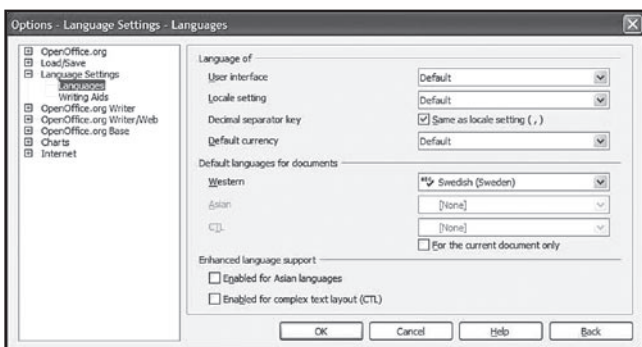 Options - Language Settings - Languages
OpenOffice.org
Load/Save
Language Settings
Languages
Writing Aids
OpenOffice.org Writer
OpenOffice.org Writer/Web
OpenOffice.org Base
Charts
Internet
Language of
User interface
Default
Locale setting
Default
Decimal separator key
Same as locale setting ( , )
Default currency
Default
Default languages for documents
Western
Swedish (Sweden)
Asian
[None]
CTL
[None]
For the current document only
Enhanced language support
Enabled for Asian languages
Enabled for complex text layout (CTL)
OK
Cancel
Help
Back